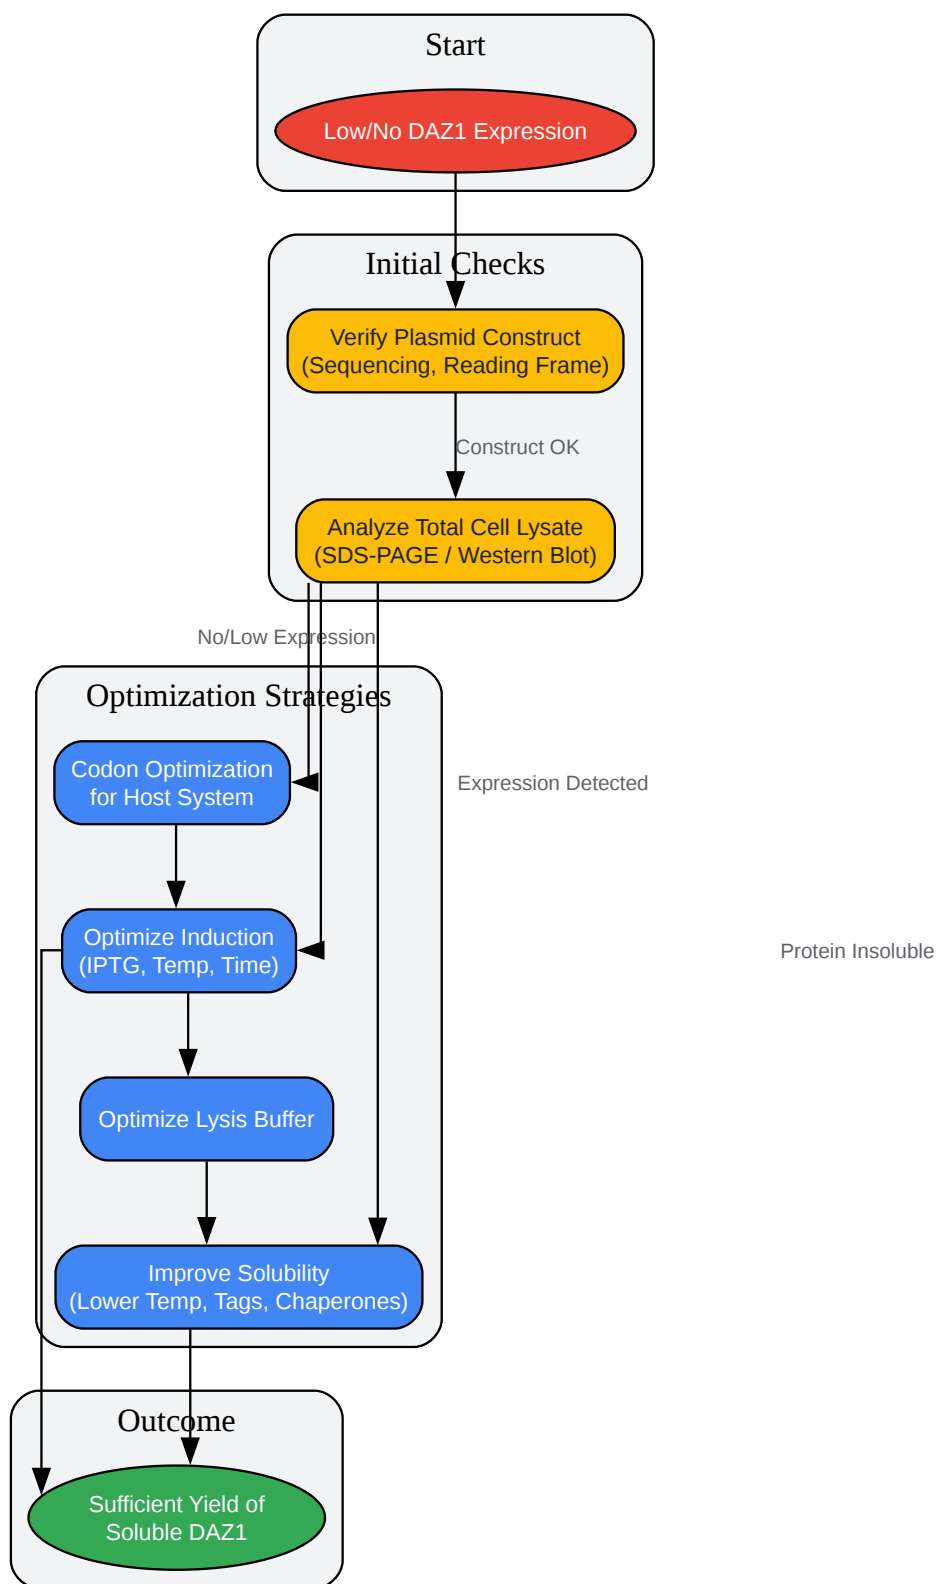 Start
Low/No DAZ1 Expression
Initial Checks
Verify Plasmid Construct
(Sequencing, Reading Frame)
Construct OK
Analyze Total Cell Lysate
(SDS-PAGE / Western Blot)
No/Low Expression
Optimization Strategies
Codon Optimization
for Host System
Expression Detected
Optimize Induction
(IPTG, Temp, Time)
Protein Insoluble
Optimize Lysis Buffer
Improve Solubility
(Lower Temp, Tags, Chaperones)
Outcome
Sufficient Yield of
Soluble DAZ1